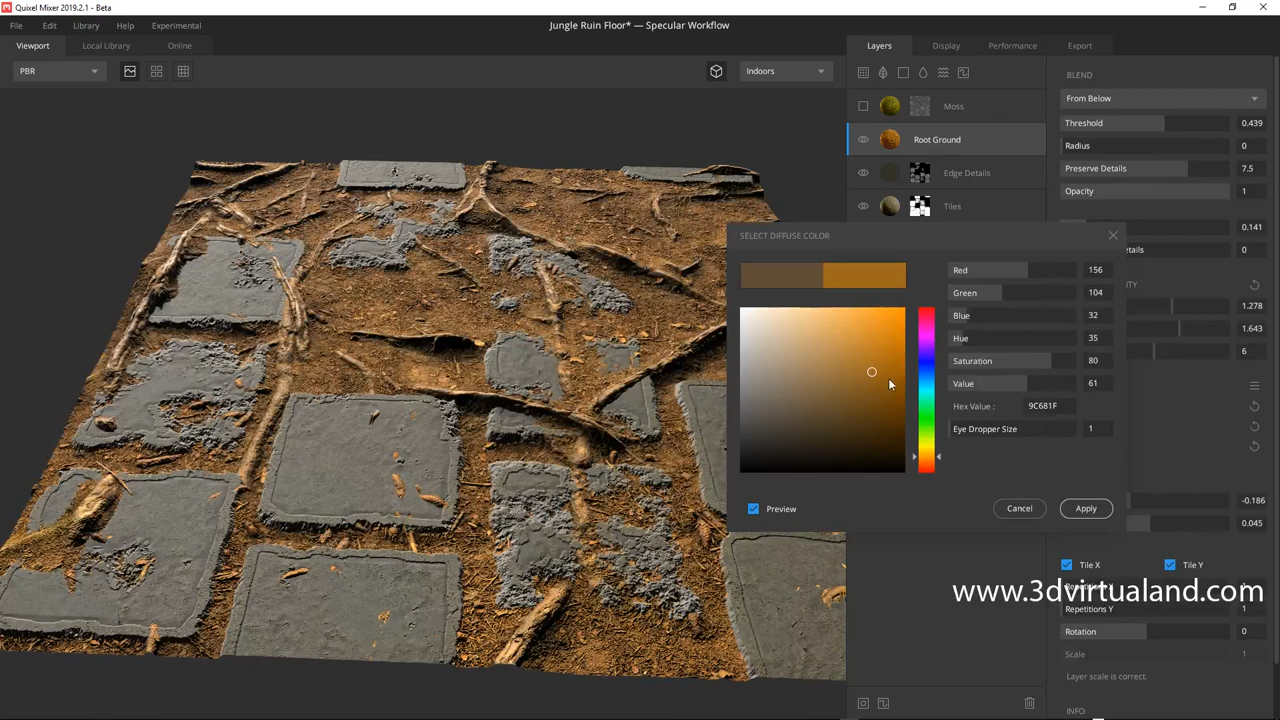 Quixel Mixer 2019.2.1 - Beta
File Edit Library Help Experimental
Jungle Ruin Floor* — Specular Workflow
Viewport Local Library Online
Layers Display Performance Export
PBR
Indoors
BLEND
From Below
Threshold 0.439
Radius 0
Preserve Details 7.5
Opacity 1
0.141
etails 0
ITY
1.278
1.643
6
-0.186
0.045
Moss
Root Ground
Edge Details
Tiles
SELECT DIFFUSE COLOR
Red 156
Green 104
Blue 32
Hue 35
Saturation 80
Value 61
Hex Value : 9C681F
Eye Dropper Size 1
Preview
Cancel Apply
Tile X Tile Y
www.3dvirtualand.com
Repetitions Y 1
Rotation 0
Scale 1
Layer scale is correct.
INFO